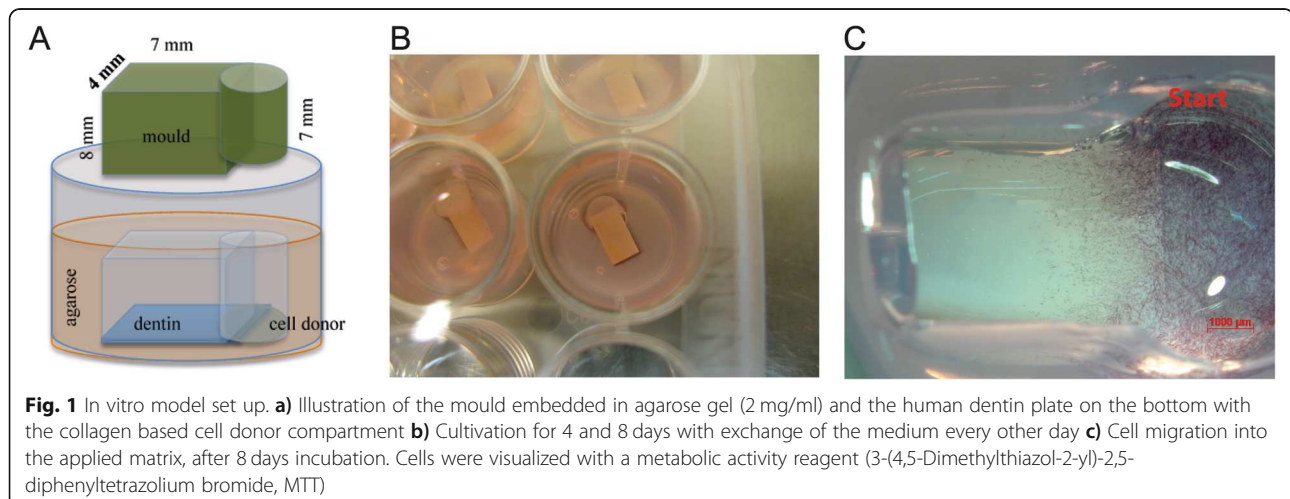 A
7 mm
4 mm
8 mm
mould
7 mm
agarose
dentin
cell donor
B
C
Start
1000 µm
Fig. 1 In vitro model set up. a) Illustration of the mould embedded in agarose gel (2 mg/ml) and the human dentin plate on the bottom with
the collagen based cell donor compartment b) Cultivation for 4 and 8 days with exchange of the medium every other day c) Cell migration into
the applied matrix, after 8 days incubation. Cells were visualized with a metabolic activity reagent (3-(4,5-Dimethylthiazol-2-yl)-2,5-
diphenyltetrazolium bromide, MTT)